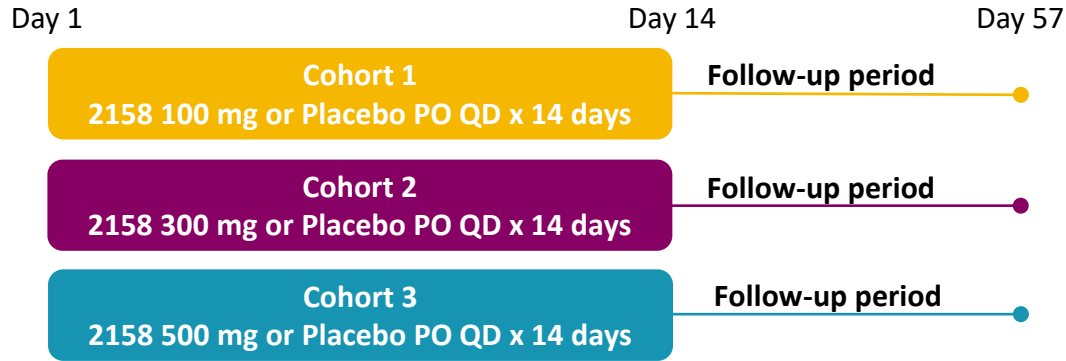 Day 1
Day 14
Day 57
Cohort 1
2158 100 mg or Placebo PO QD x 14 days
Follow-up period
Cohort 2
2158 300 mg or Placebo PO QD x 14 days
Follow-up period
Cohort 3
2158 500 mg or Placebo PO QD x 14 days
Follow-up period